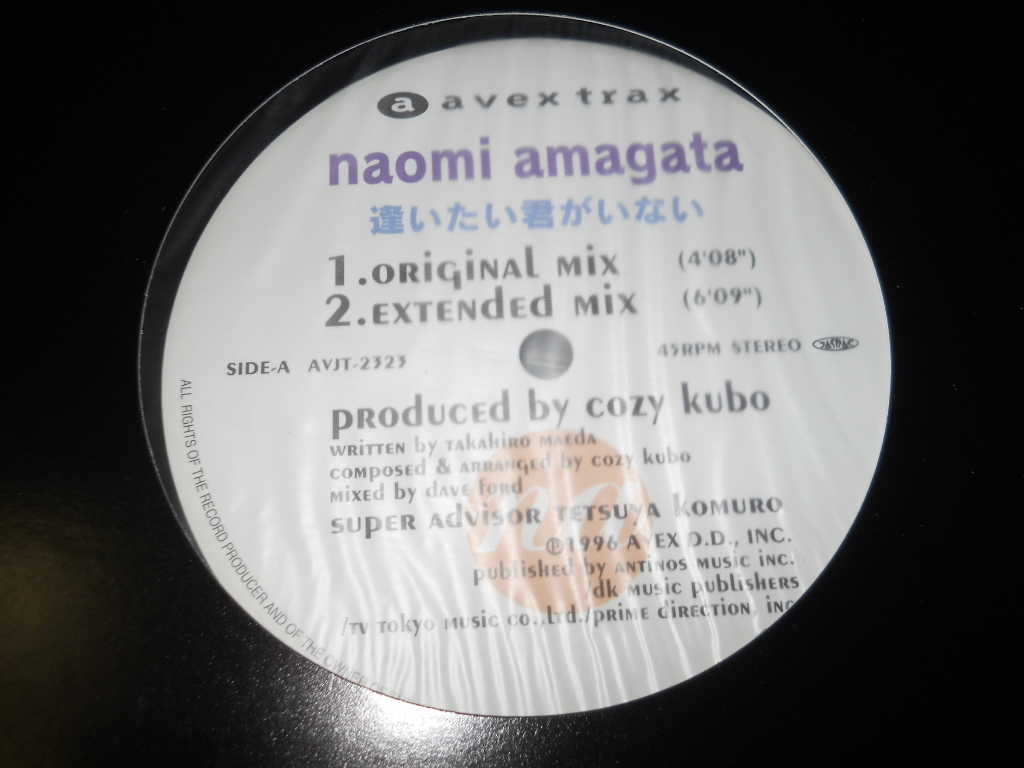 a avex trax
naomi amagata
逢いたい君がいない
1.ORIGINAL MIX (4'08")
2.EXTENDED MIX (6'09")
SIDE-A AVJT-2323 45RPM STEREO JASRAC
PRODUCED by COZY KUBO
WRITTEN by TAKAHIRO MAEDA
COMPOSED & ARRANGED by COZY KUBO
MIXED by DAVE FORD
SUPER ADVISOR TETSUYA KOMURO
na
Ⓟ1996 AVEX D.D., INC.
published by ANTINOS MUSIC INC.
/dk MUSIC publishers
/TV TOKYO MUSIC CO.,Ltd./PRIME DIRECTION, INC
ALL RIGHTS OF THE RECORD PRODUCER AND OF THE OWNER OF